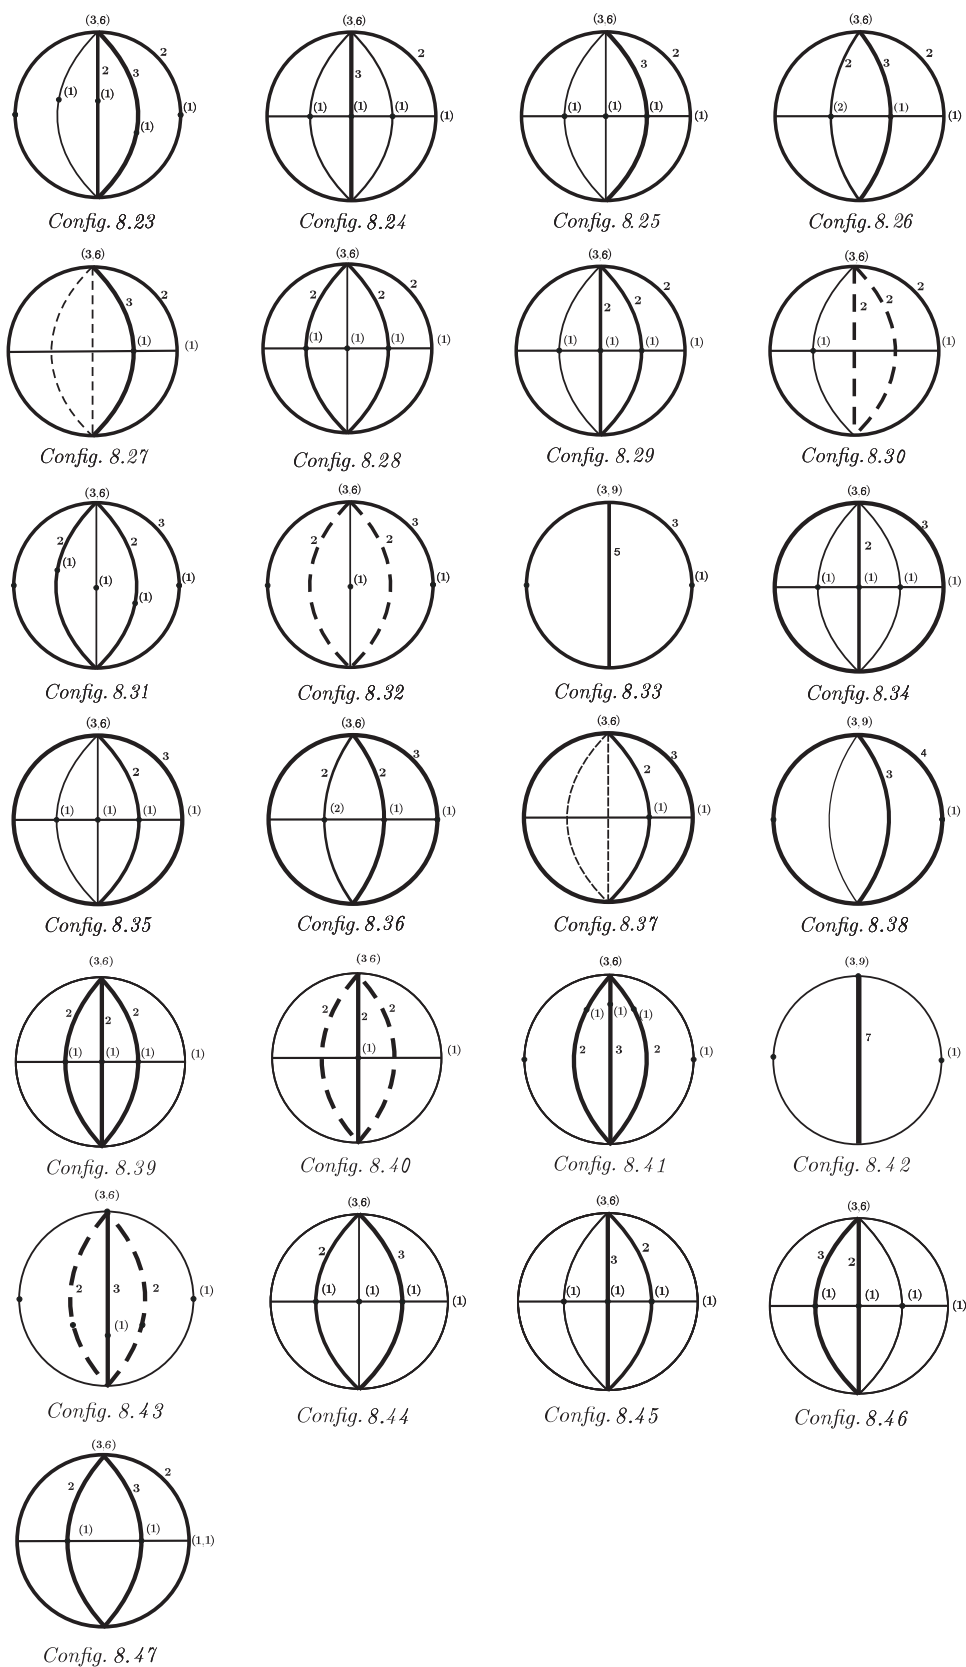 (3.6) (3.6) (3.6) (3.6)
2 2 3 (1) (1) (1) (1)
3 2 (1) (1) (1) (1)
2 3 (1) (1) (1) (1)
2 2 3 (2) (1) (1)
Config. 8.23 Config. 8.24 Config. 8.25 Config. 8.26
(3.6) (3.6) (3.6) (3.6)
3 2 (1) (1)
2 2 2 (1) (1) (1) (1)
2 2 2 (1) (1) (1) (1)
2 2 2 (1) (1)
Config. 8.27 Config. 8.28 Config. 8.29 Config. 8.30
(3.6) (3.6) (3,9) (3.6)
2 2 3 (1) (1) (1) (1)
2 2 3 (1) (1)
5 3 (1)
2 3 (1) (1) (1) (1)
Config. 8.31 Config. 8.32 Config. 8.33 Config. 8.34
(3.6) (3.6) (3.6) (3,9)
2 3 (1) (1) (1) (1)
2 2 3 (2) (1) (1)
2 3 (1) (1)
3 4 (1)
Config. 8.35 Config. 8.36 Config. 8.37 Config. 8.38
(3.6) (3 6) (3,6) (3.9)
2 2 2 (1) (1) (1) (1)
2 2 2 (1) (1)
(1) (1) (1) 2 3 2 (1)
7 (1)
Config. 8.39 Config. 8.40 Config. 8.41 Config. 8.42
(3.6) (3,6) (3.6) (3.6)
2 3 2 (1) (1)
2 3 (1) (1) (1) (1)
3 2 (1) (1) (1) (1)
3 2 (1) (1) (1) (1)
Config. 8.43 Config. 8.44 Config. 8.45 Config. 8.46
(3.6)
2
2 3
(1) (1) (1,1)
Config. 8.47